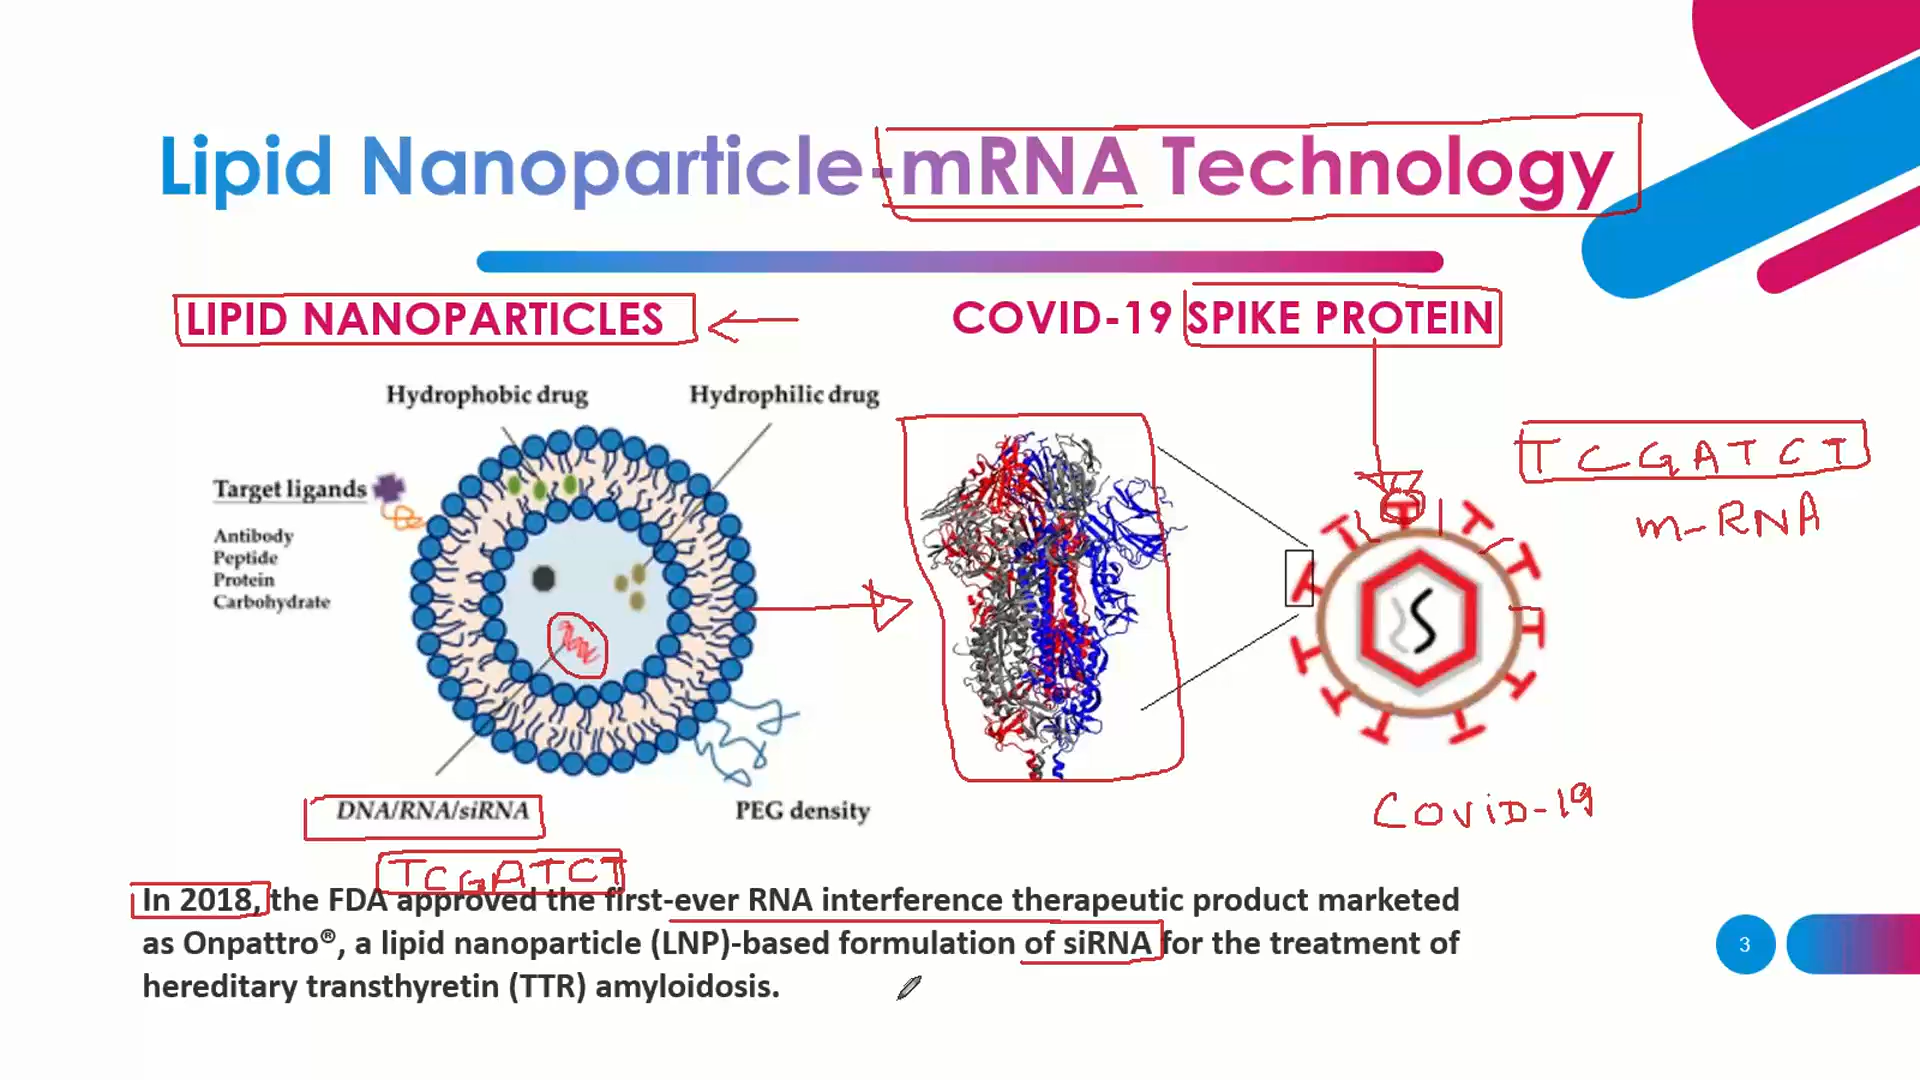 Lipid Nanoparticle-mRNA Technology
LIPID NANOPARTICLES
COVID-19 SPIKE PROTEIN
Hydrophobic drug
Hydrophilic drug
Target ligands
Antibody
Peptide
Protein
Carbohydrate
DNA/RNA/siRNA
PEG density
TCGATCT
TCGATCT
m-RNA
COViD-19
In 2018, the FDA approved the first-ever RNA interference therapeutic product marketed
as Onpattro®, a lipid nanoparticle (LNP)-based formulation of siRNA for the treatment of
hereditary transthyretin (TTR) amyloidosis.
3